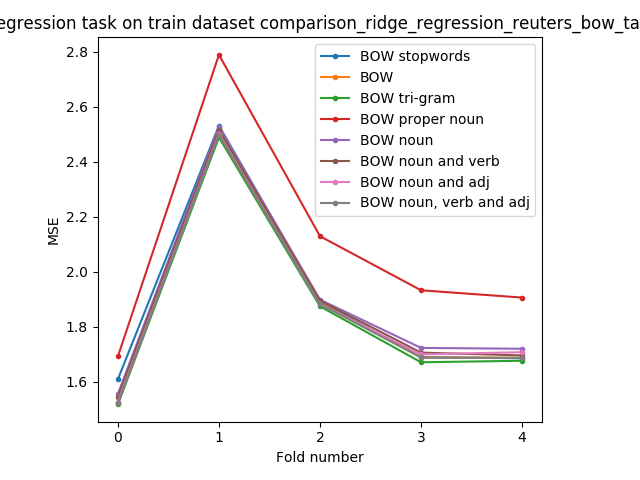 egression task on train dataset comparison_ridge_regression_reuters_bow_ta
2.8
2.6
2.4
2.2
2.0
1.8
1.6
MSE
BOW stopwords
BOW
BOW tri-gram
BOW proper noun
BOW noun
BOW noun and verb
BOW noun and adj
BOW noun, verb and adj
0 1 2 3 4
Fold number